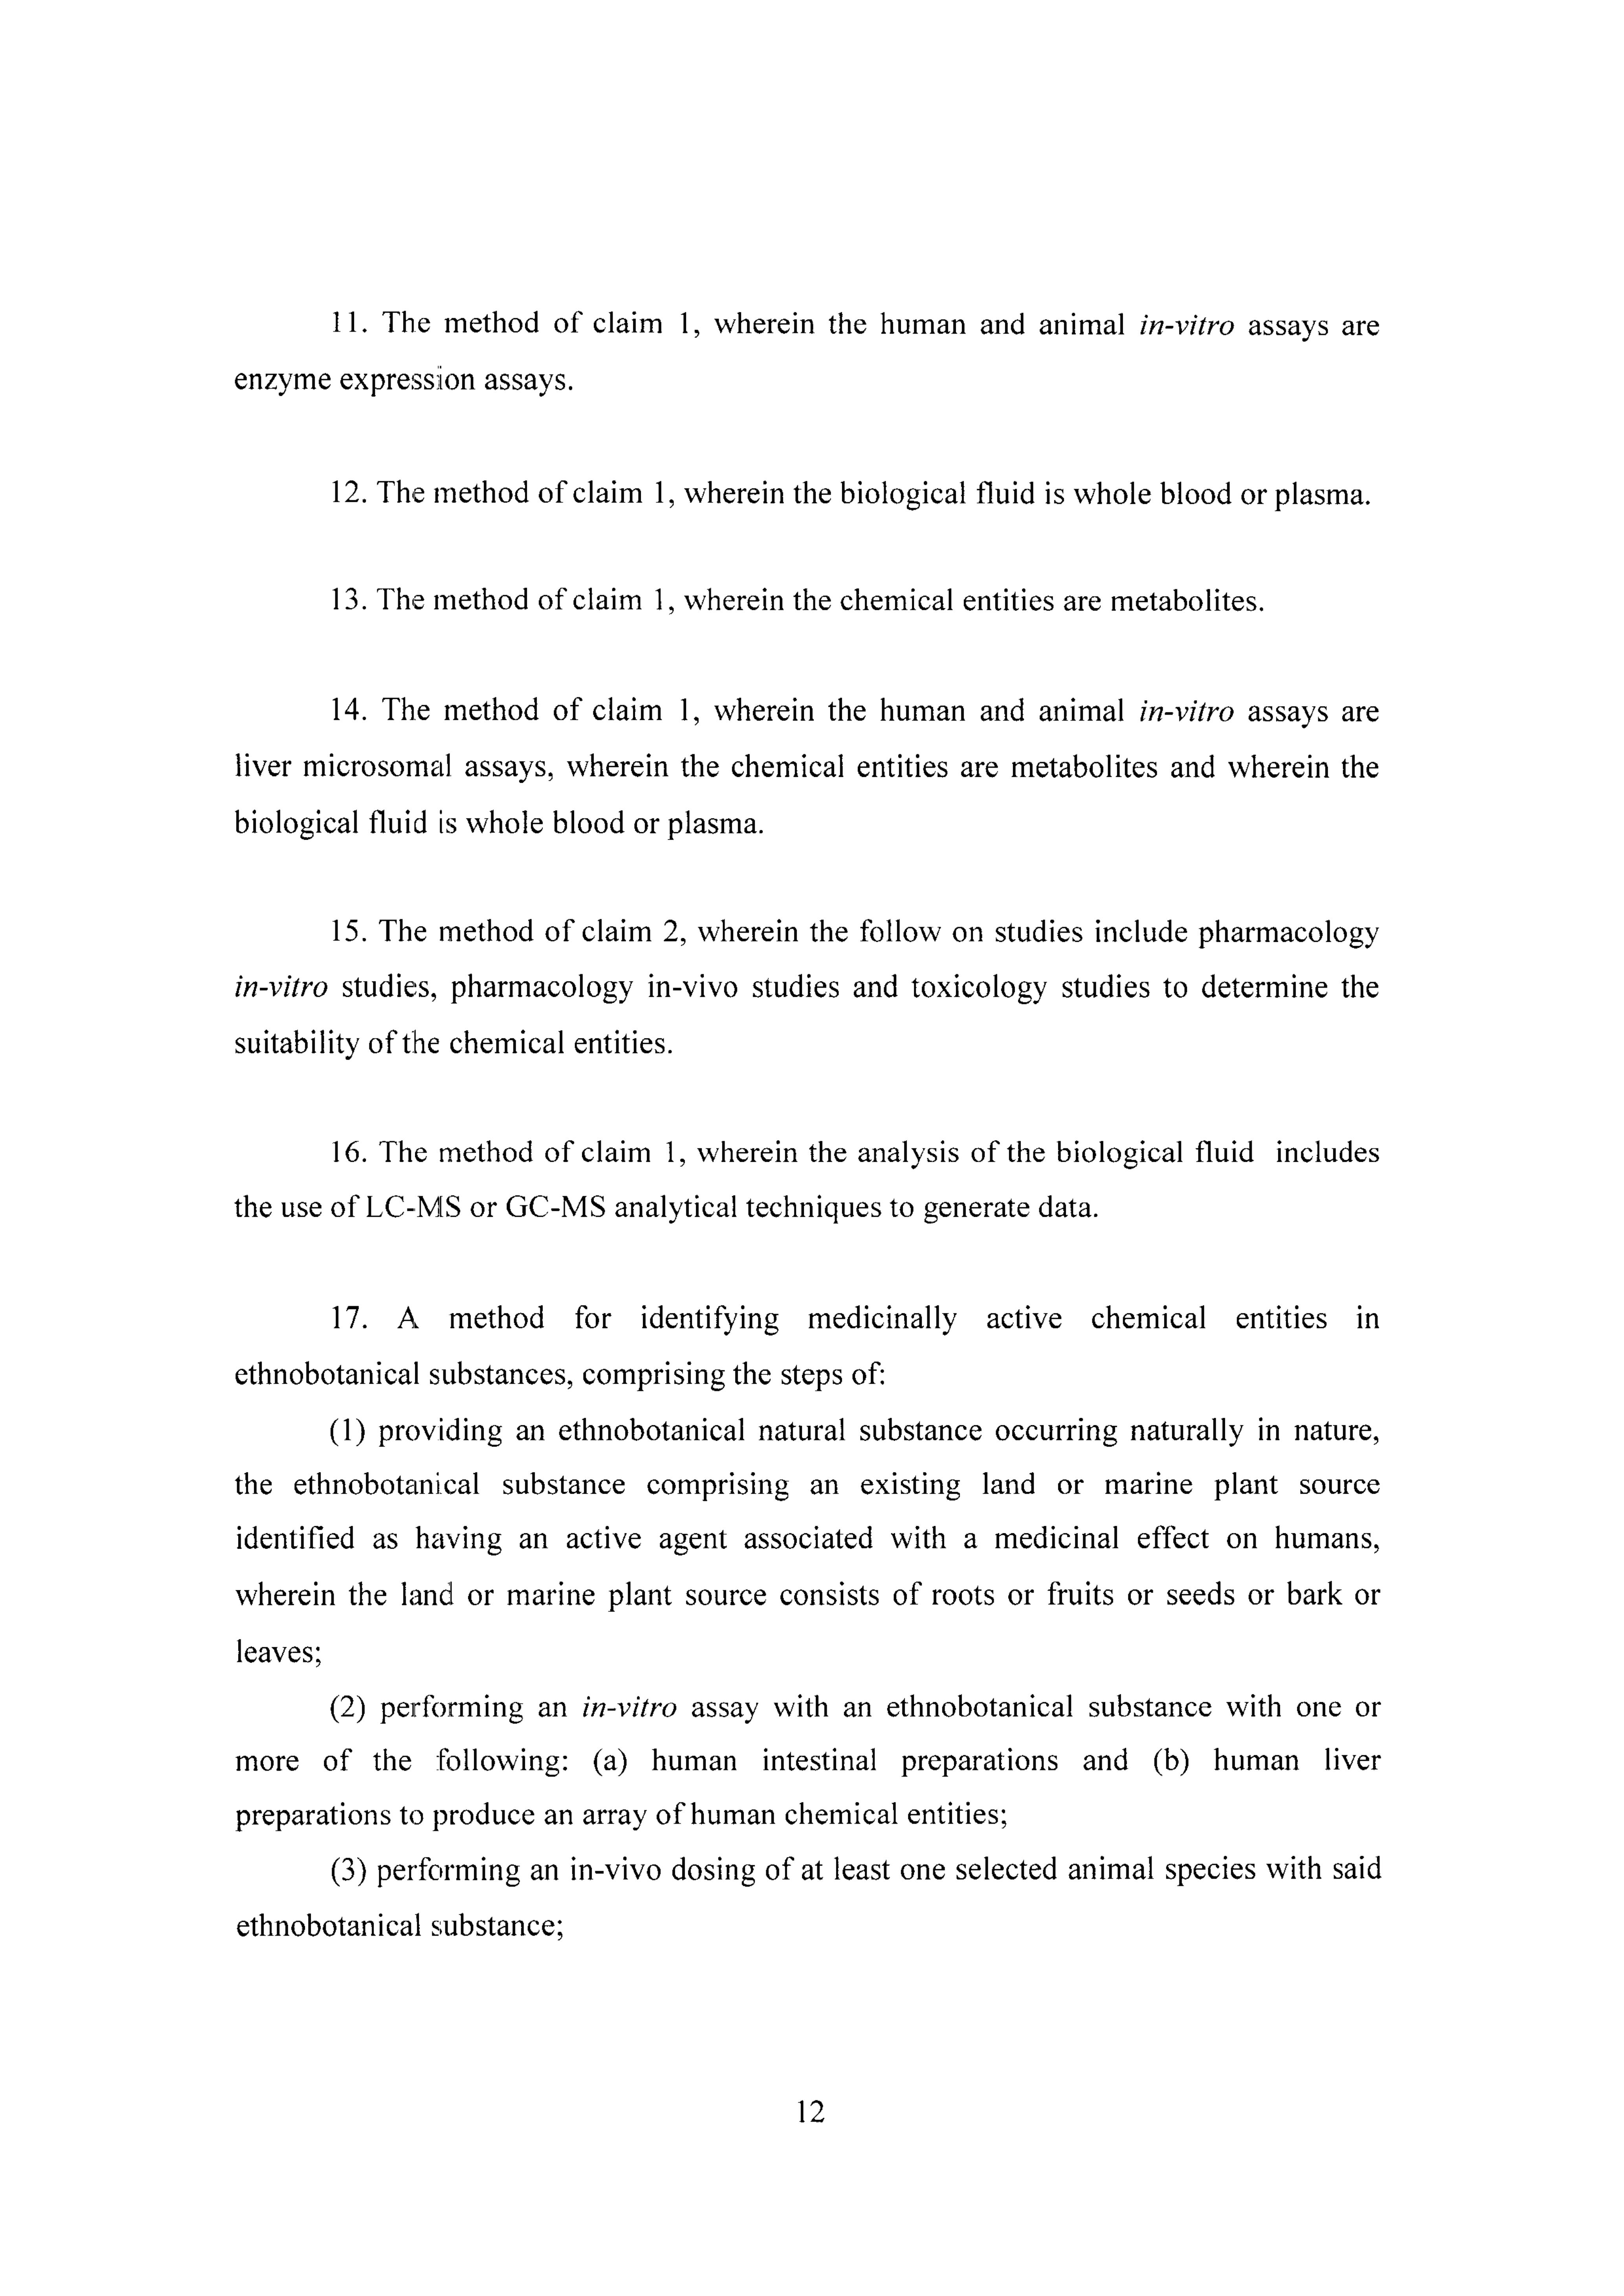 11. The method of claim 1, wherein the human and animal in-vitro assays are
enzyme expression assays.
12. The method of claim 1, wherein the biological fluid is whole blood or plasma.
13. The method of claim 1, wherein the chemical entities are metabolites.
14. The method of claim 1, wherein the human and animal in-vitro assays are
liver microsomal assays, wherein the chemical entities are metabolites and wherein the
biological fluid is whole blood or plasma.
15. The method of claim 2, wherein the follow on studies include pharmacology
in-vitro studies, pharmacology in-vivo studies and toxicology studies to determine the
suitability of the chemical entities.
16. The method of claim 1, wherein the analysis of the biological fluid includes
the use of LC-MS or GC-MS analytical techniques to generate data.
17. A method for identifying medicinally active chemical entities in
ethnobotanical substances, comprising the steps of:
(1) providing an ethnobotanical natural substance occurring naturally in nature,
the ethnobotanical substance comprising an existing land or marine plant source
identified as having an active agent associated with a medicinal effect on humans,
wherein the land or marine plant source consists of roots or fruits or seeds or bark or
leaves;
(2) performing an in-vitro assay with an ethnobotanical substance with one or
more of the following: (a) human intestinal preparations and (b) human liver
preparations to produce an array of human chemical entities;
(3) performing an in-vivo dosing of at least one selected animal species with said
ethnobotanical substance;
12